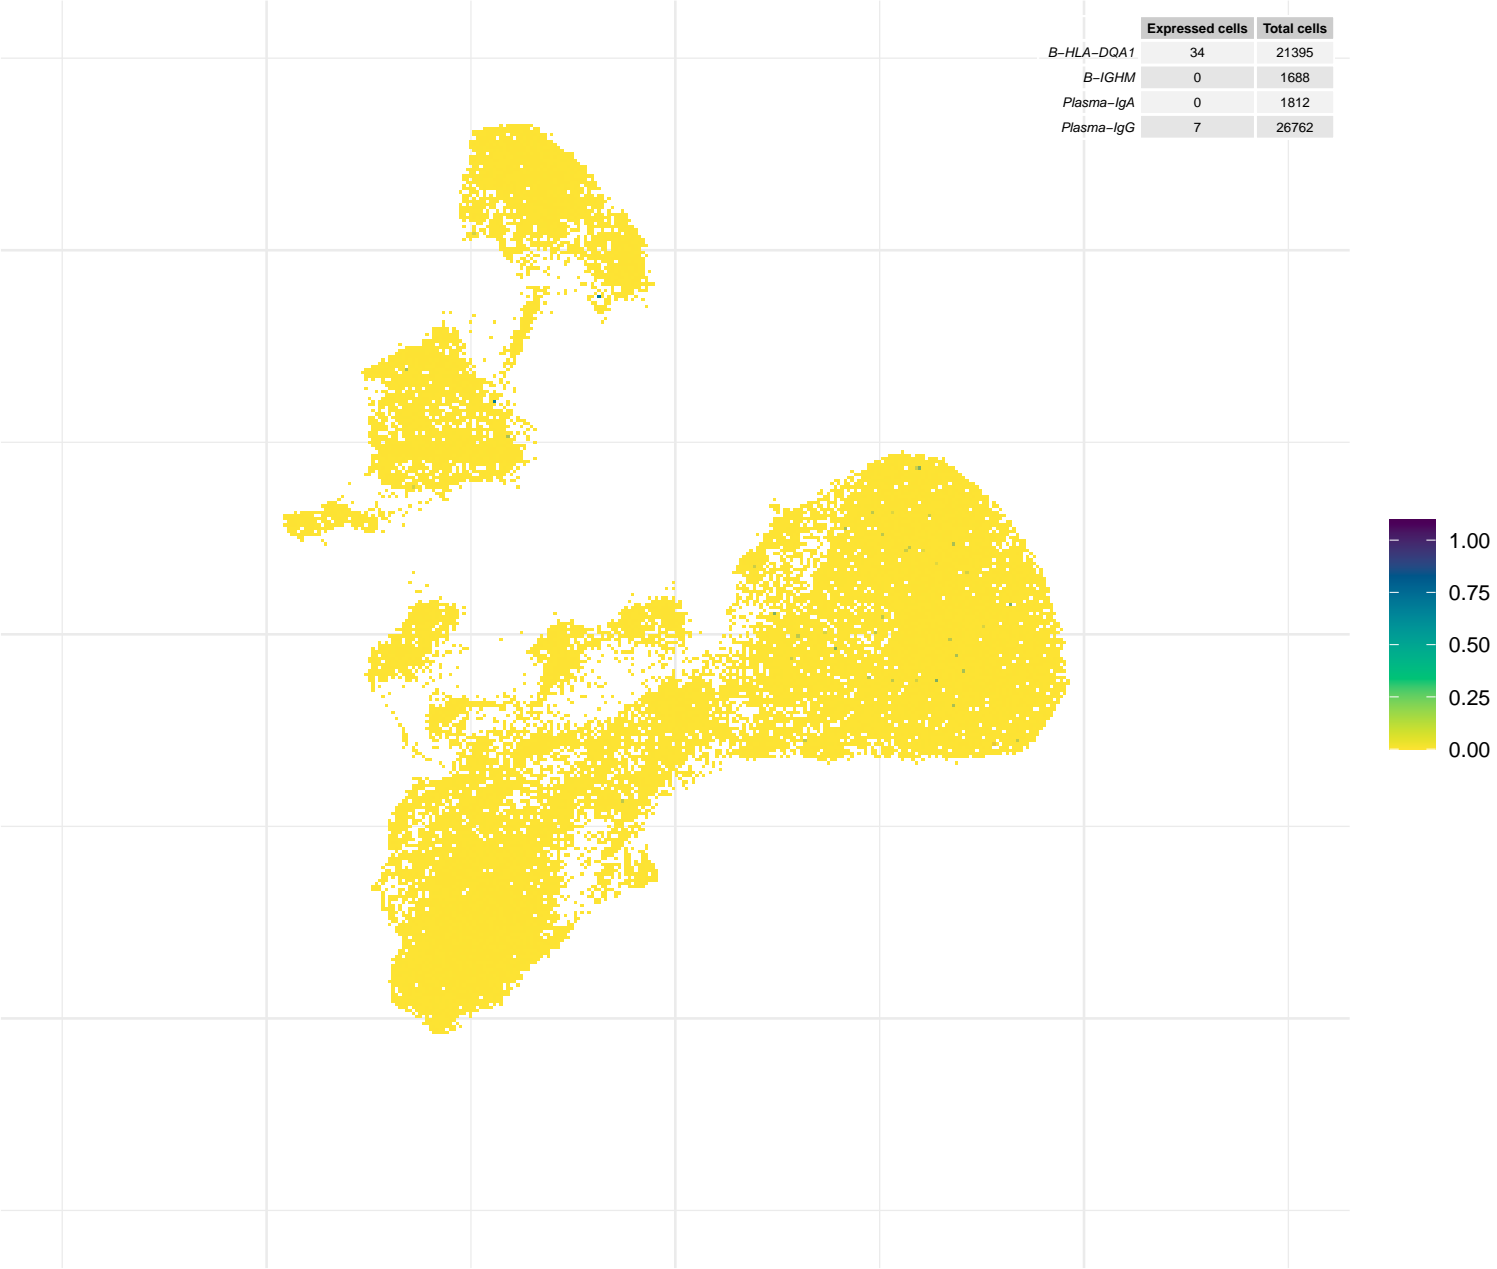 Expressed cells Total cells
B−HLA−DQA1 34 21395
B−IGHM 0 1688
Plasma−IgA 0 1812
Plasma−IgG 7 26762
1.00
0.75
0.50
0.25
0.00